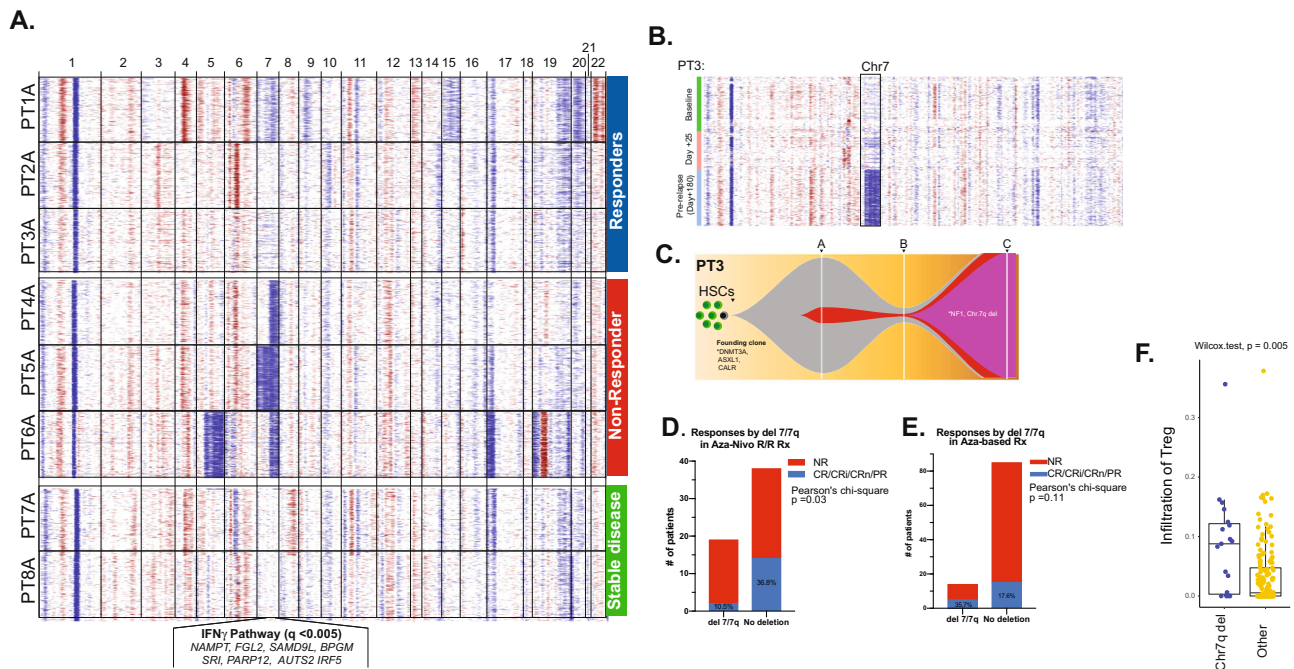 A.
1 2 3 4 5 6 7 8 9 10 11 12 13 14 15 16 17 18 19 20 21 22
PT1A
PT2A
PT3A
Responders
PT4A
PT5A
PT6A
Non-Responder
PT7A
PT8A
Stable disease
IFNγ Pathway (q <0.005)
NAMPT, FGL2, SAMD9L, BPGM
SRI, PARP12, AUTS2 IRF5
B.
PT3:
Chr7
Baseline
Day +25
Pre-relapse
(Day+180)
C.
PT3
A B C
HSCs
Founding clone
*DNMT3A,
ASXL1,
CALR
*NF1, Chr.7q del
D.
Responses by del 7/7q
in Aza-Nivo R/R Rx
NR
CR/CRi/CRn/PR
Pearson's chi-square
p =0.03
# of patients
40
30
20
10
0
10.5%
36.8%
del 7/7q No deletion
E.
Responses by del 7/7q
in Aza-based Rx
NR
CR/CRi/CRn/PR
Pearson's chi-square
p =0.11
# of patients
80
60
40
20
0
35.7%
17.6%
del 7/7q No deletion
F.
Wilcox.test, p = 0.005
Infiltration of Treg
0.3
0.2
0.1
0.0
Chr7q del
Other